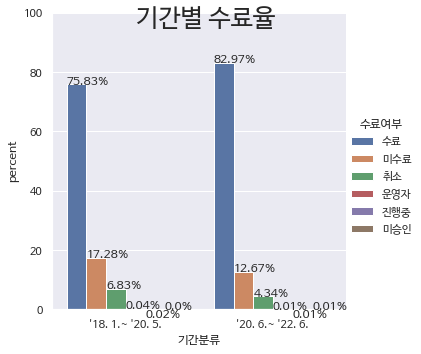 기간별 수료율
100
80
60
40
20
0
percent
75.83%
17.28%
6.83%
0.04%
0.02%
0.0%
82.97%
12.67%
4.34%
0.01%
0.01%
0.01%
'18. 1.~ '20. 5.
'20. 6.~ '22. 6.
기간분류
수료여부
수료
미수료
취소
운영자
진행중
미승인